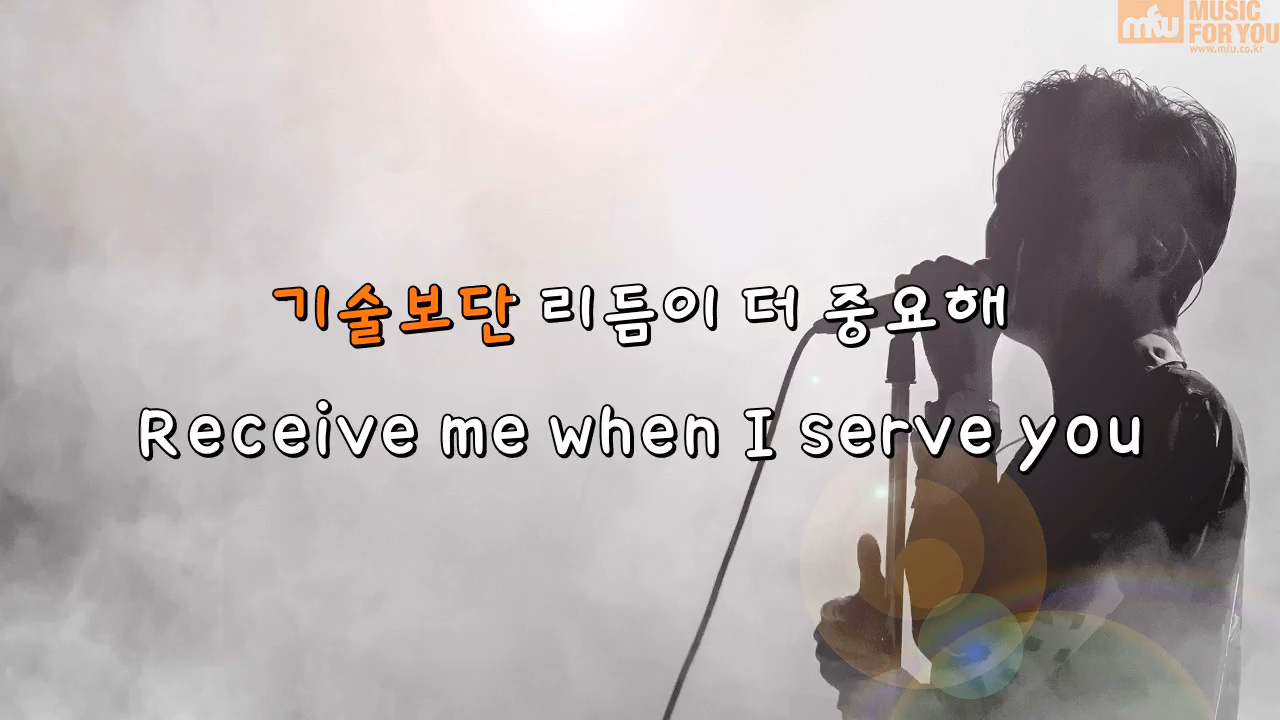 mfu MUSIC
FOR YOU
www.mfu.co.kr
기술보단 리듬이 더 중요해
Receive me when I serve you